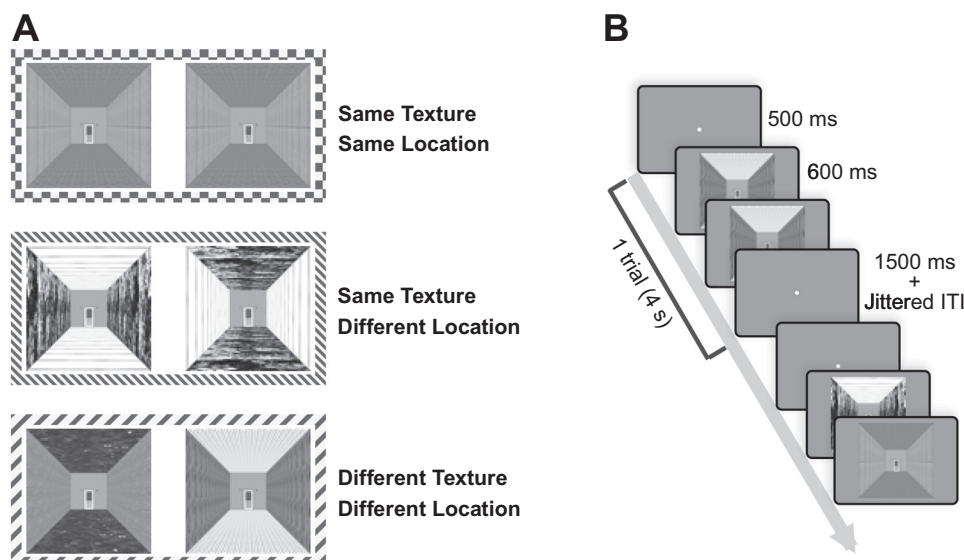 A
Same Texture
Same Location
Same Texture
Different Location
Different Texture
Different Location
B
500 ms
600 ms
1500 ms
+
Jittered ITI
1 trial (4 s)